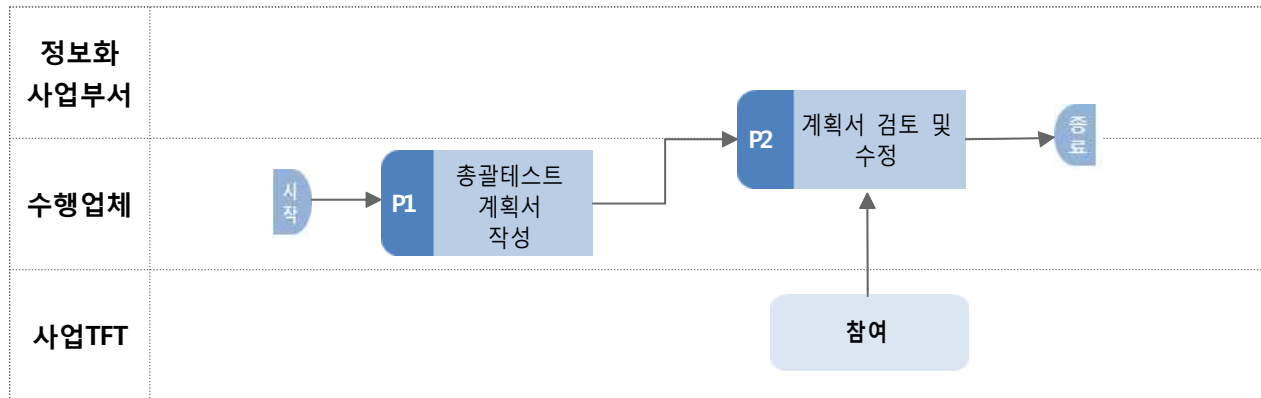 정보화
사업부서
P2
계획서 검토 및
수정
종료
수행업체
시작
P1
총괄테스트
계획서
작성
사업TFT
참여